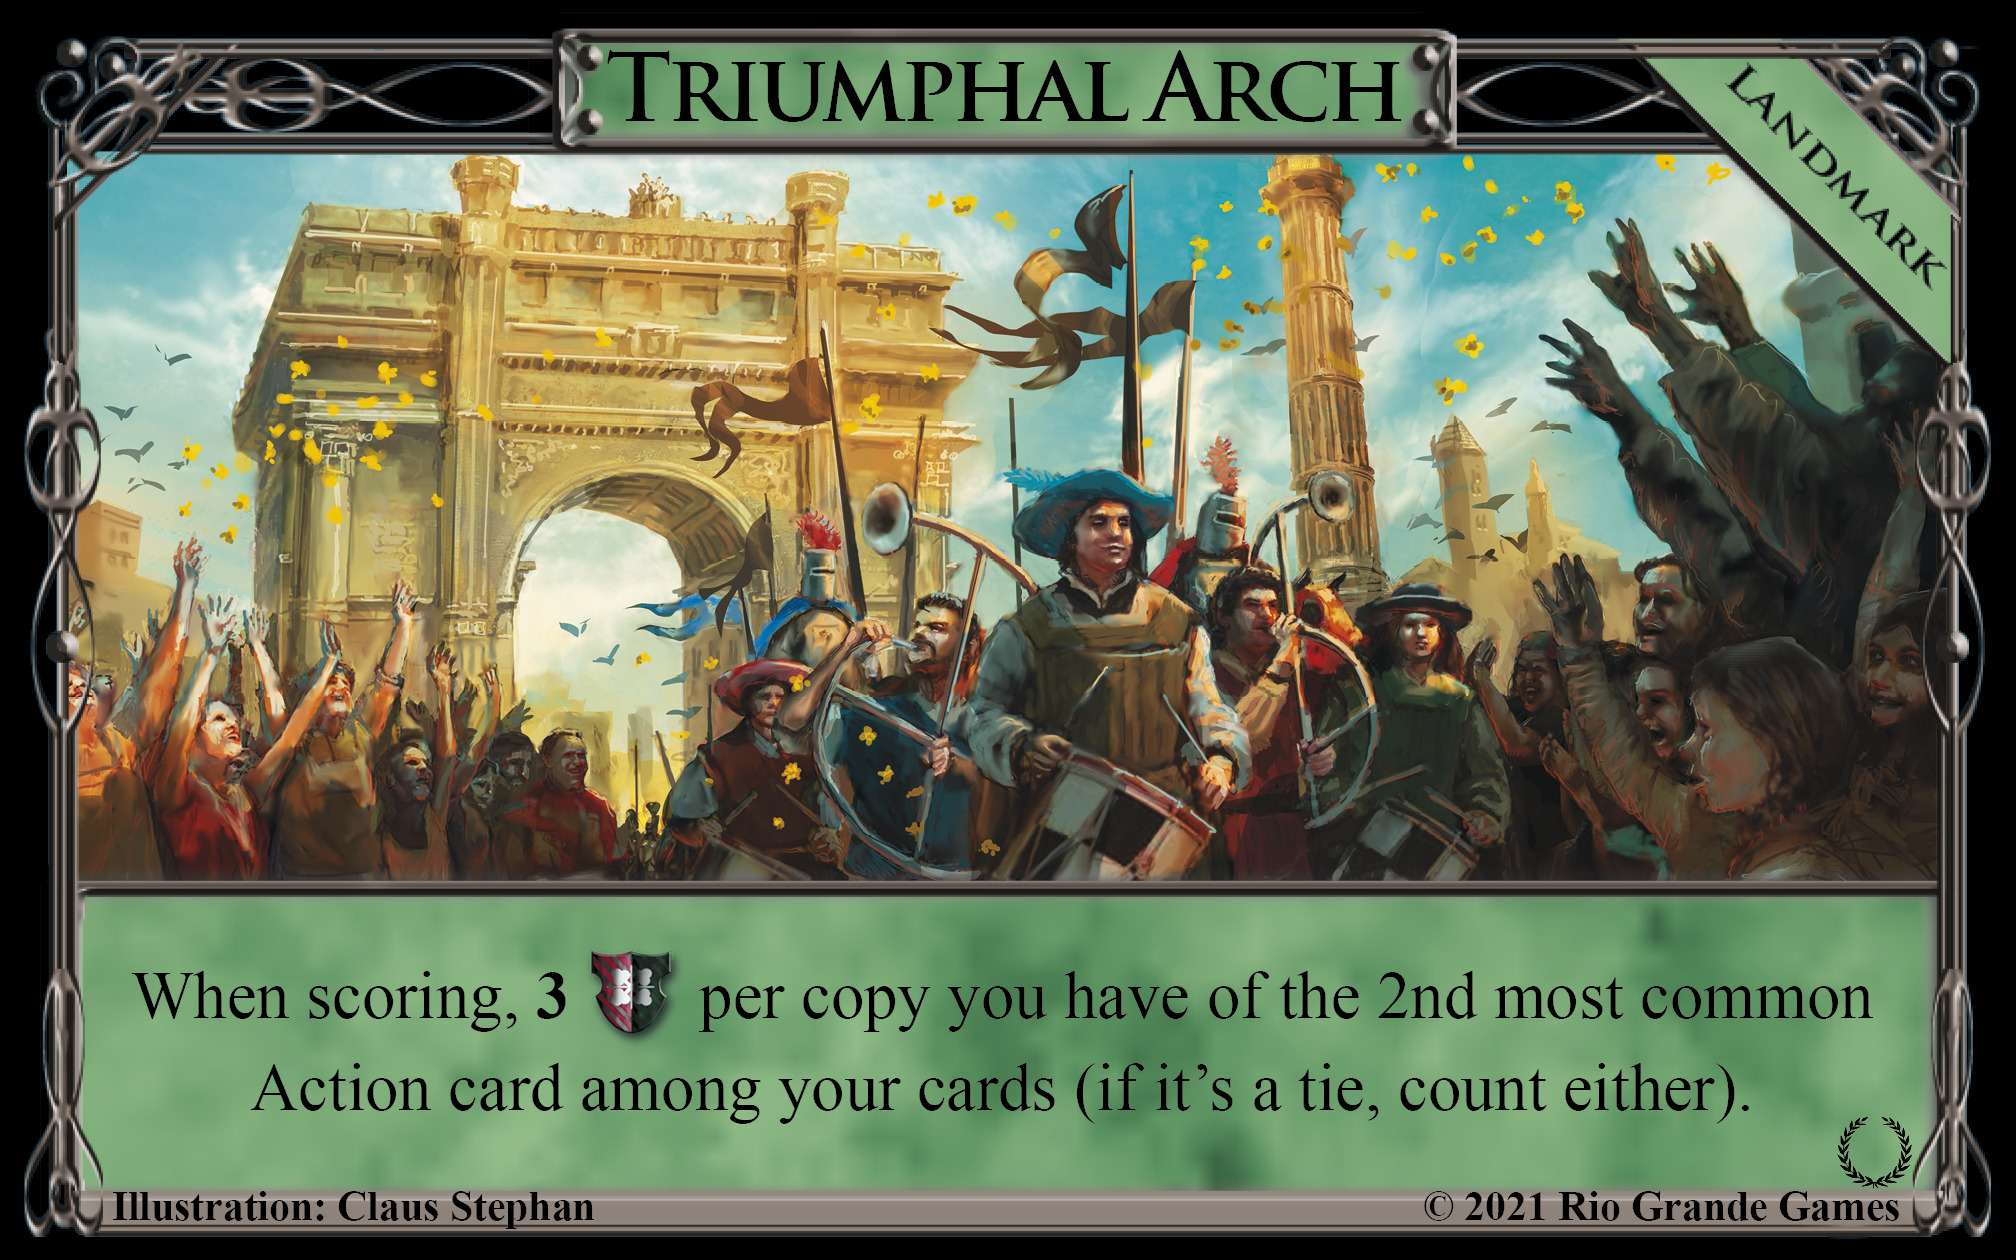 TRIUMPHAL ARCH
LANDMARK
When scoring, 3 per copy you have of the 2nd most common
Action card among your cards (if it's a tie, count either).
Illustration: Claus Stephan
© 2021 Rio Grande Games